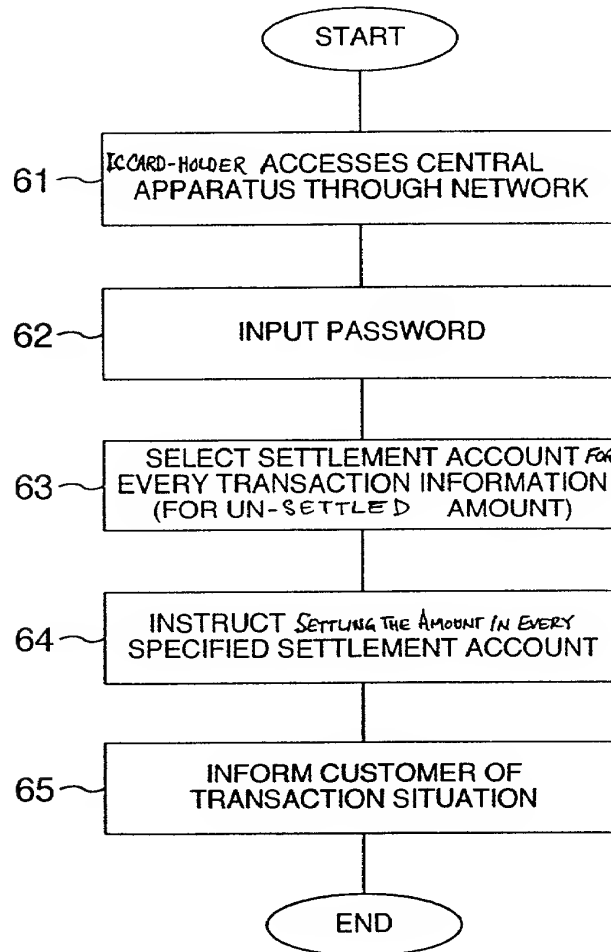 START
61
IC CARD-HOLDER ACCESSES CENTRAL
APPARATUS THROUGH NETWORK
62
INPUT PASSWORD
63
SELECT SETTLEMENT ACCOUNT FOR
EVERY TRANSACTION INFORMATION
(FOR UN-SETTLED AMOUNT)
64
INSTRUCT SETTLING THE AMOUNT IN EVERY
SPECIFIED SETTLEMENT ACCOUNT
65
INFORM CUSTOMER OF
TRANSACTION SITUATION
END